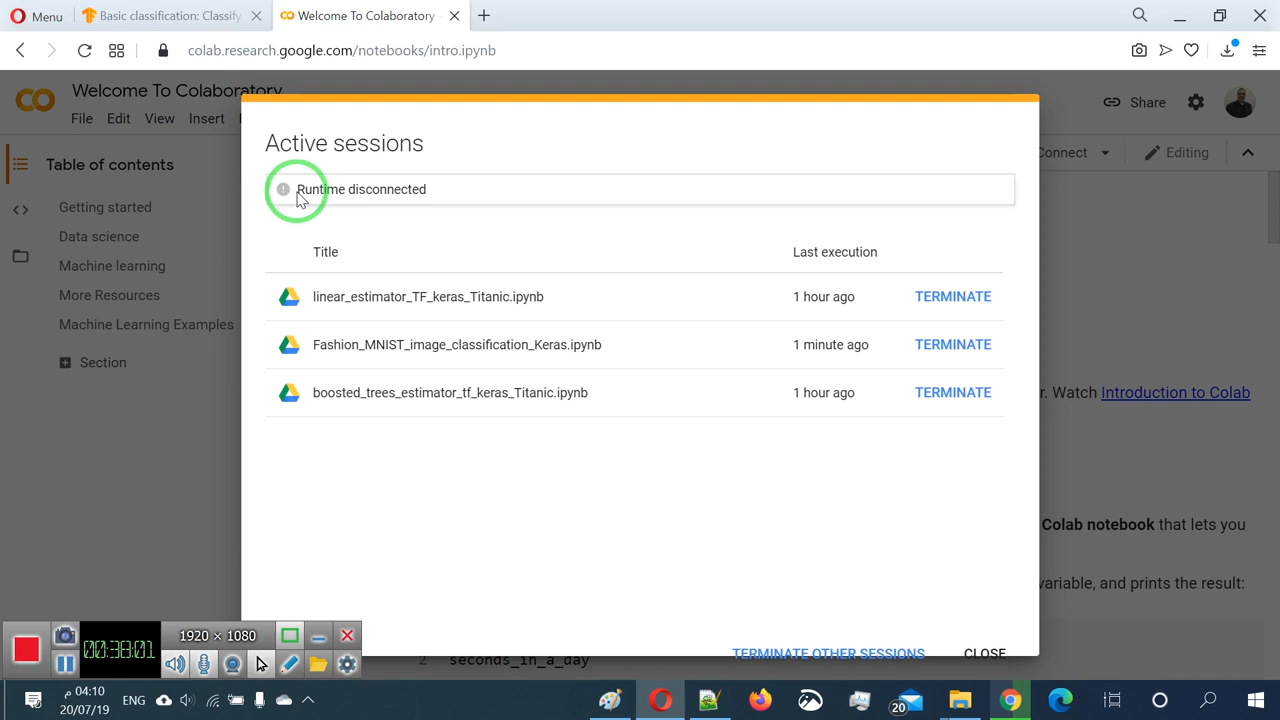 Menu
Basic classification: Classify
Welcome To Colaboratory
colab.research.google.com/notebooks/intro.ipynb
Welcome To Colaboratory
File Edit View Insert
Share
Connect
Editing
Table of contents
Getting started
Data science
Machine learning
More Resources
Machine Learning Examples
Section
Active sessions
Runtime disconnected
Title Last execution
linear_estimator_TF_keras_Titanic.ipynb 1 hour ago TERMINATE
Fashion_MNIST_image_classification_Keras.ipynb 1 minute ago TERMINATE
boosted_trees_estimator_tf_keras_Titanic.ipynb 1 hour ago TERMINATE
r. Watch Introduction to Colab
Colab notebook that lets you
variable, and prints the result:
2 seconds_in_a_day
TERMINATE OTHER SESSIONS CLOSE
1920 × 1080
00:38:01
04:10 م
20/07/19
ENG
20